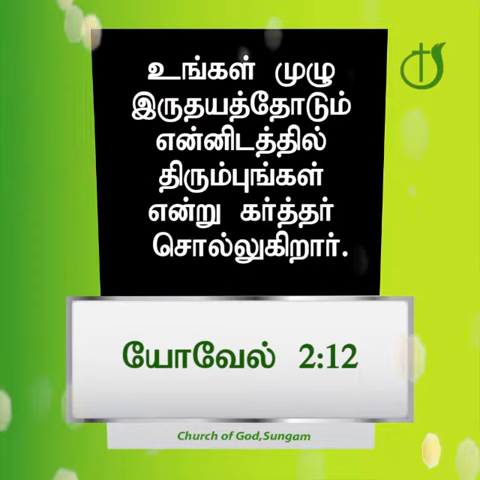 உங்கள் முழு
இருதயத்தோடும்
என்னிடத்தில்
திரும்புங்கள்
என்று கர்த்தர்
சொல்லுகிறார்.
யோவேல் 2:12
Church of God,Sungam